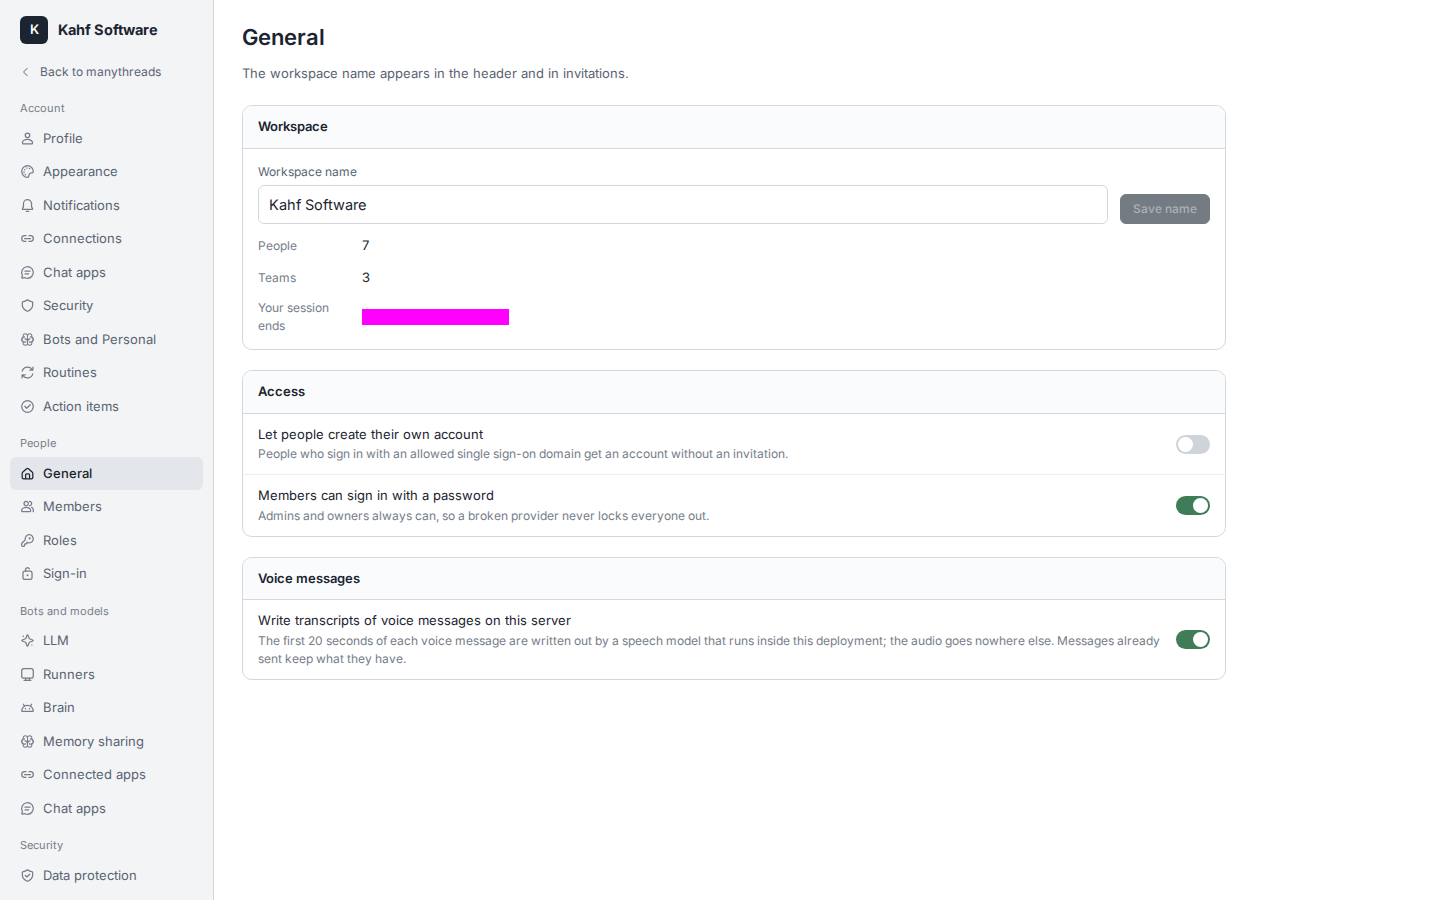 K Kahf Software
Back to manythreads
Account
Profile
Appearance
Notifications
Connections
Chat apps
Security
Bots and Personal
Routines
Action items
People
General
Members
Roles
Sign-in
Bots and models
LLM
Runners
Brain
Memory sharing
Connected apps
Chat apps
Security
Data protection
General
The workspace name appears in the header and in invitations.
Workspace
Workspace name
Kahf Software
Save name
People 7
Teams 3
Your session
ends
Access
Let people create their own account
People who sign in with an allowed single sign-on domain get an account without an invitation.
Members can sign in with a password
Admins and owners always can, so a broken provider never locks everyone out.
Voice messages
Write transcripts of voice messages on this server
The first 20 seconds of each voice message are written out by a speech model that runs inside this deployment; the audio goes nowhere else. Messages already
sent keep what they have.